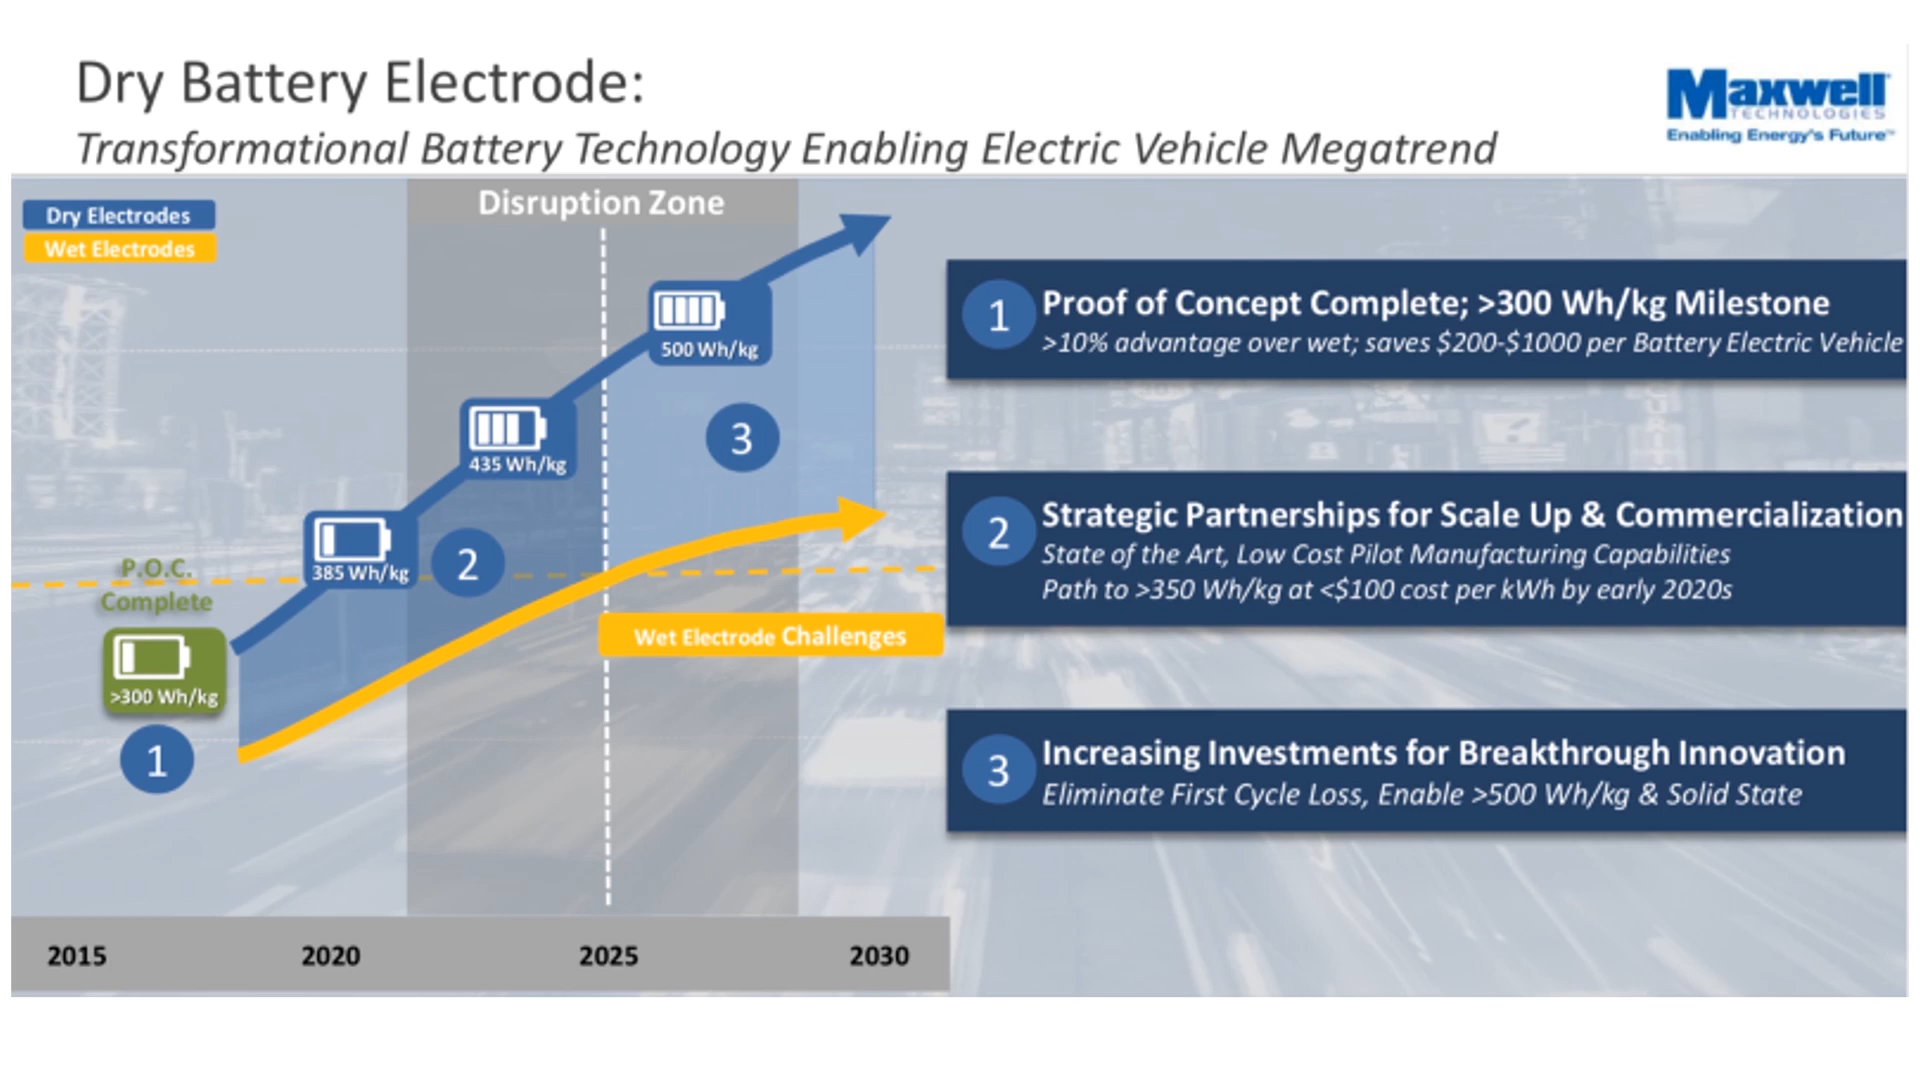 Dry Battery Electrode:
Transformational Battery Technology Enabling Electric Vehicle Megatrend
Maxwell
TECHNOLOGIES
Enabling Energy's Future™
Dry Electrodes
Wet Electrodes
Disruption Zone
500 Wh/kg
435 Wh/kg
3
385 Wh/kg
2
P.O.C.
Complete
>300 Wh/kg
1
Wet Electrode Challenges
2015
2020
2025
2030
1
Proof of Concept Complete; >300 Wh/kg Milestone
>10% advantage over wet; saves $200-$1000 per Battery Electric Vehicle
2
Strategic Partnerships for Scale Up & Commercialization
State of the Art, Low Cost Pilot Manufacturing Capabilities
Path to >350 Wh/kg at <$100 cost per kWh by early 2020s
3
Increasing Investments for Breakthrough Innovation
Eliminate First Cycle Loss, Enable >500 Wh/kg & Solid State